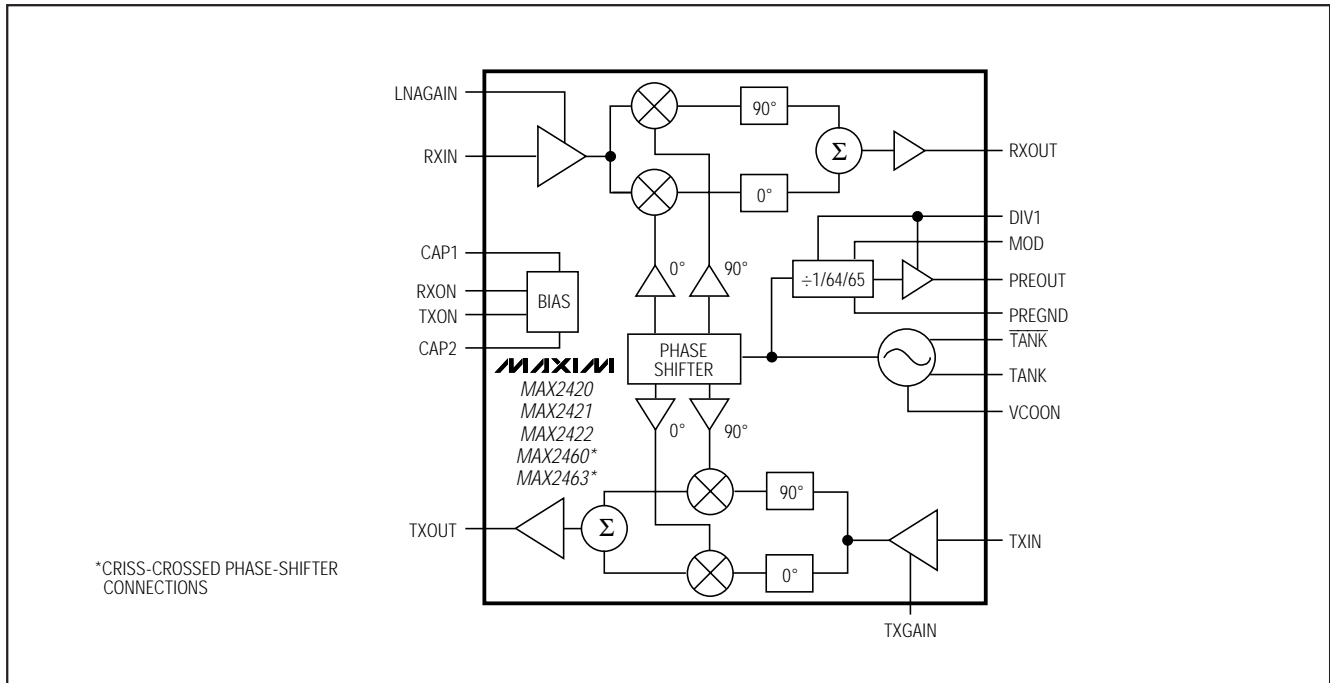 LNAGAIN
RXIN
CAP1
RXON
TXON
CAP2
BIAS
MAXIM
MAX2420
MAX2421
MAX2422
MAX2460*
MAX2463*
TXOUT
*CRISS-CROSSED PHASE-SHIFTER
CONNECTIONS
90°
0°
Σ
0°
90°
PHASE
SHIFTER
0°
90°
÷1/64/65
90°
0°
Σ
RXOUT
DIV1
MOD
PREOUT
PREGND
TANK
TANK
VCOON
TXIN
TXGAIN